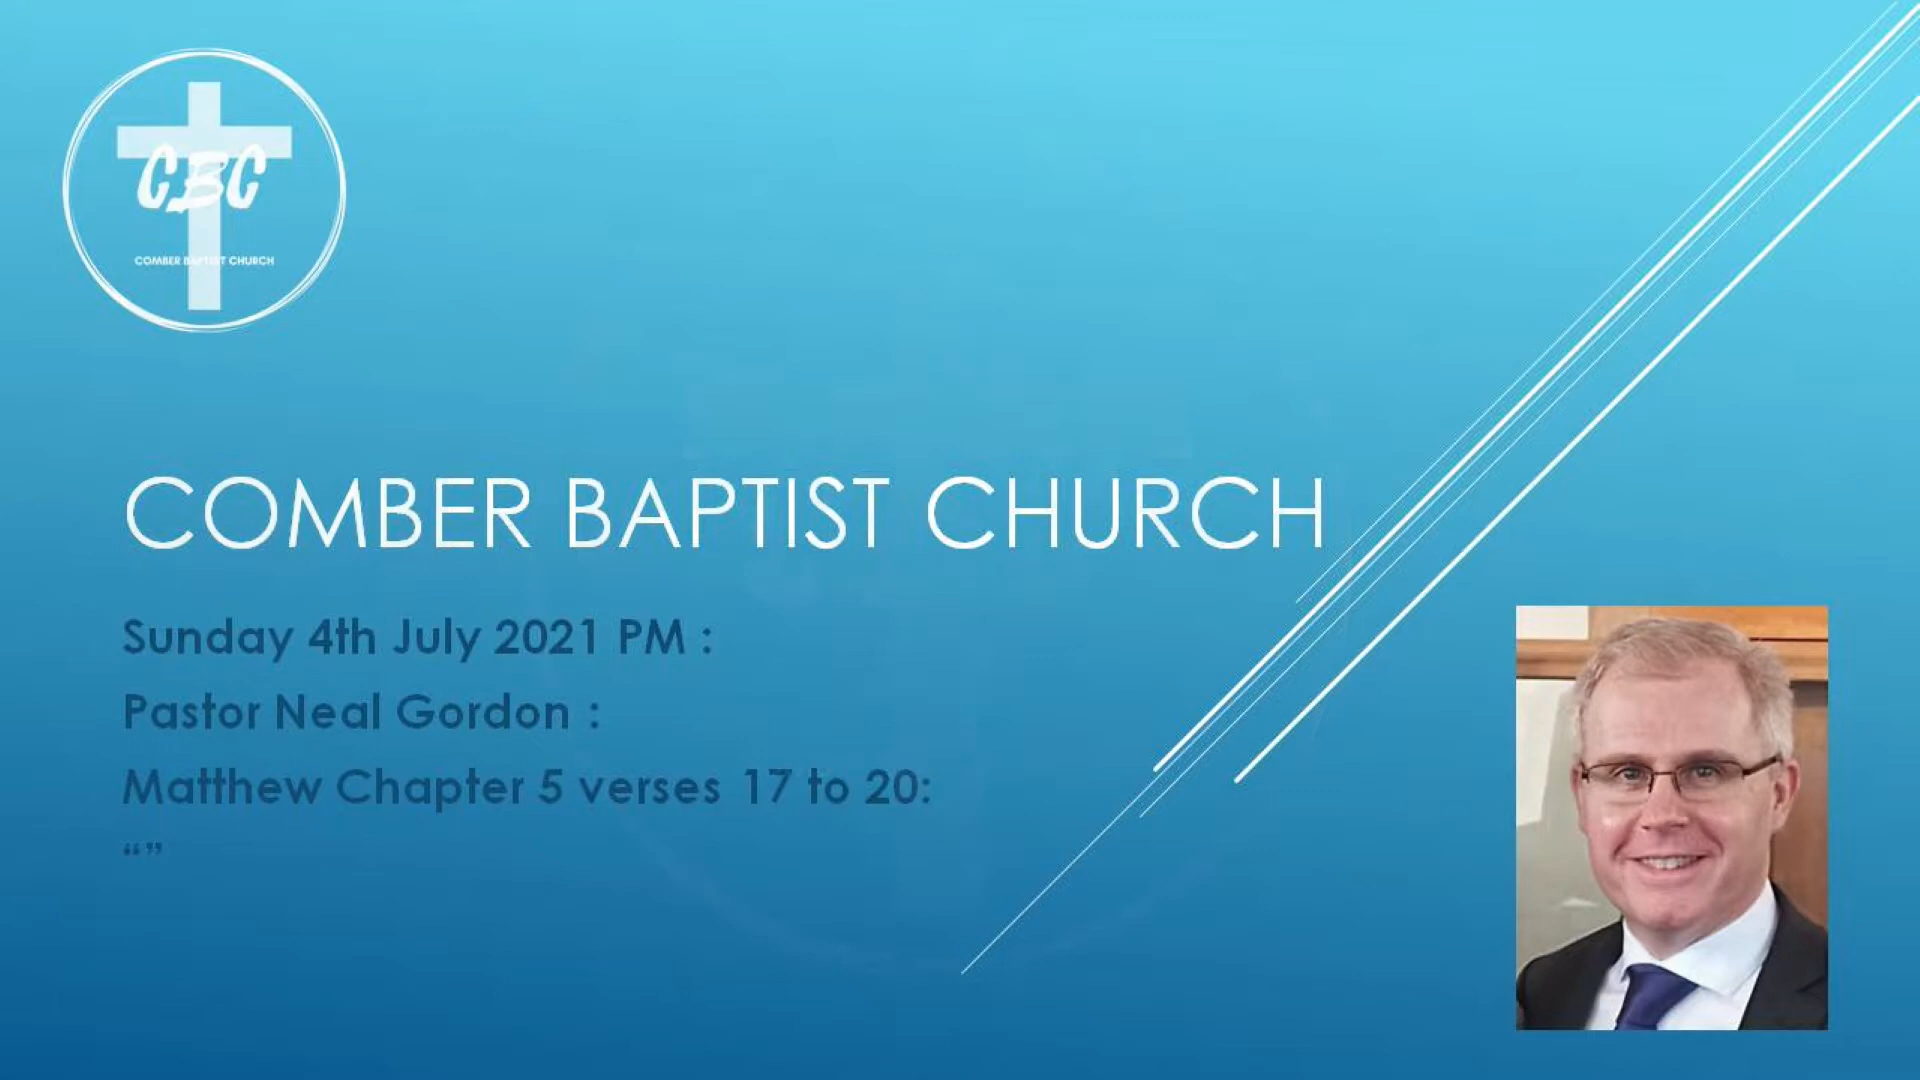 CBC
COMBER BAPTIST CHURCH
COMBER BAPTIST CHURCH
Sunday 4th July 2021 PM :
Pastor Neal Gordon :
Matthew Chapter 5 verses 17 to 20:
“”